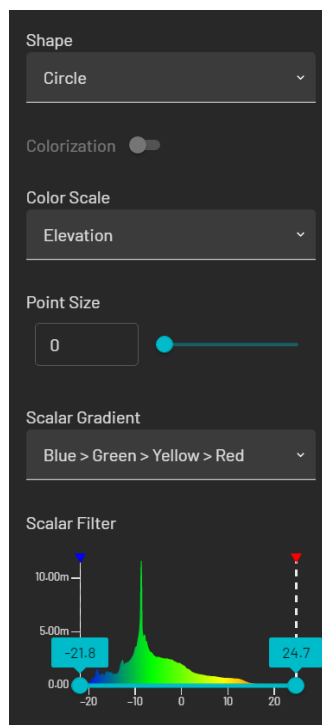 Shape
Circle
Colorization
Color Scale
Elevation
Point Size
0
Scalar Gradient
Blue > Green > Yellow > Red
Scalar Filter
10.00m
5.00m
-21.8
24.7
0.00
-20
-10
0
10
20